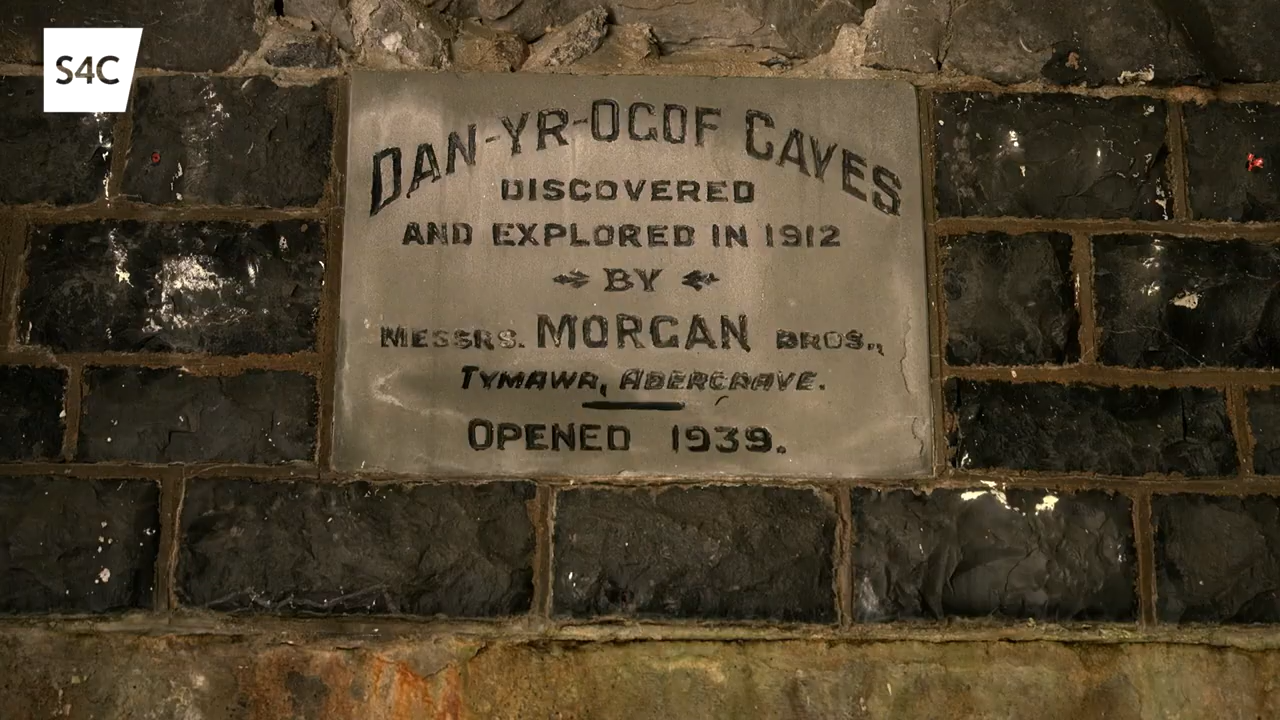 S4C
DAN-YR-OGOF CAVES
DISCOVERED
AND EXPLORED IN 1912
BY
MESSRS. MORGAN BROS.,
TYMAWR, ABERCRAVE.
OPENED 1939.